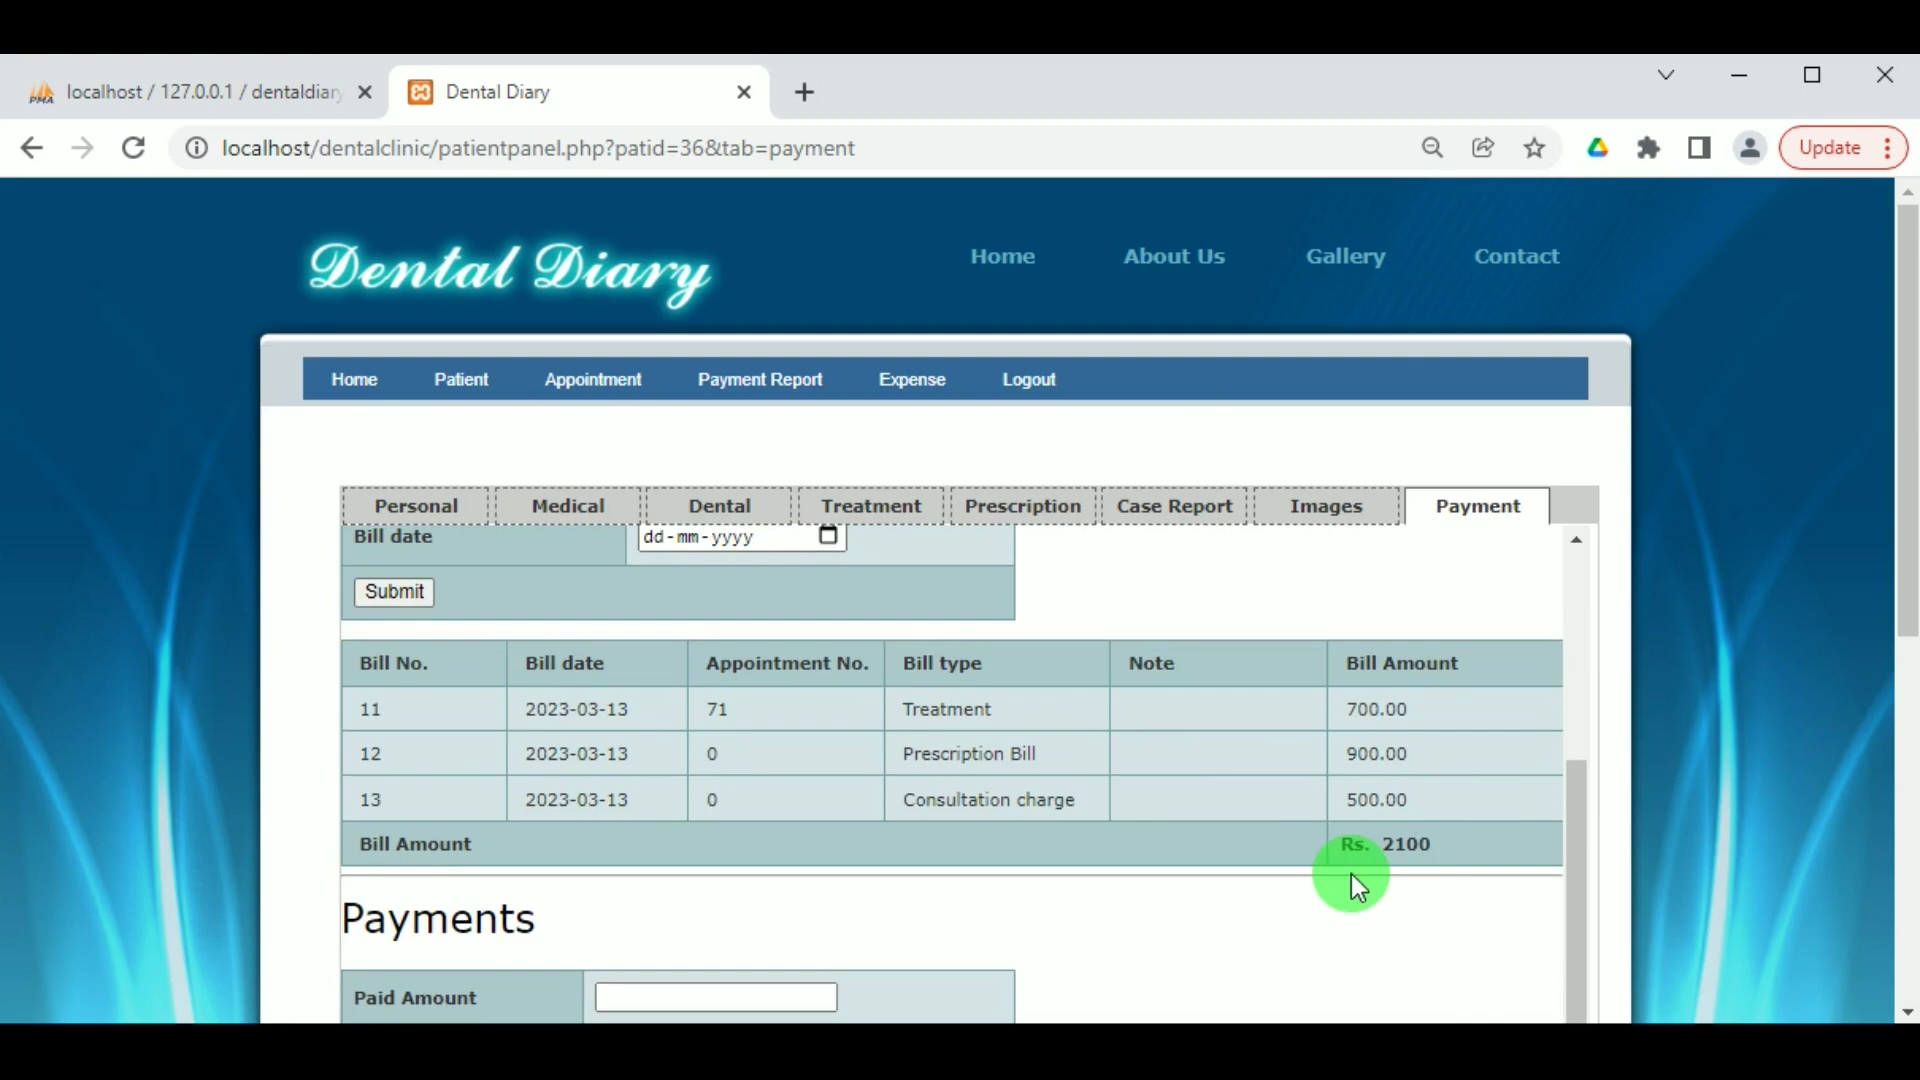 localhost / 127.0.0.1 / dentaldiary
Dental Diary
localhost/dentalclinic/patientpanel.php?patid=36&tab=payment
Update
Dental Diary
Home About Us Gallery Contact
Home Patient Appointment Payment Report Expense Logout
Personal Medical Dental Treatment Prescription Case Report Images Payment
Bill date dd-mm-yyyy
Submit
Bill No. Bill date Appointment No. Bill type Note Bill Amount
11 2023-03-13 71 Treatment 700.00
12 2023-03-13 0 Prescription Bill 900.00
13 2023-03-13 0 Consultation charge 500.00
Bill Amount Rs. 2100
Payments
Paid Amount